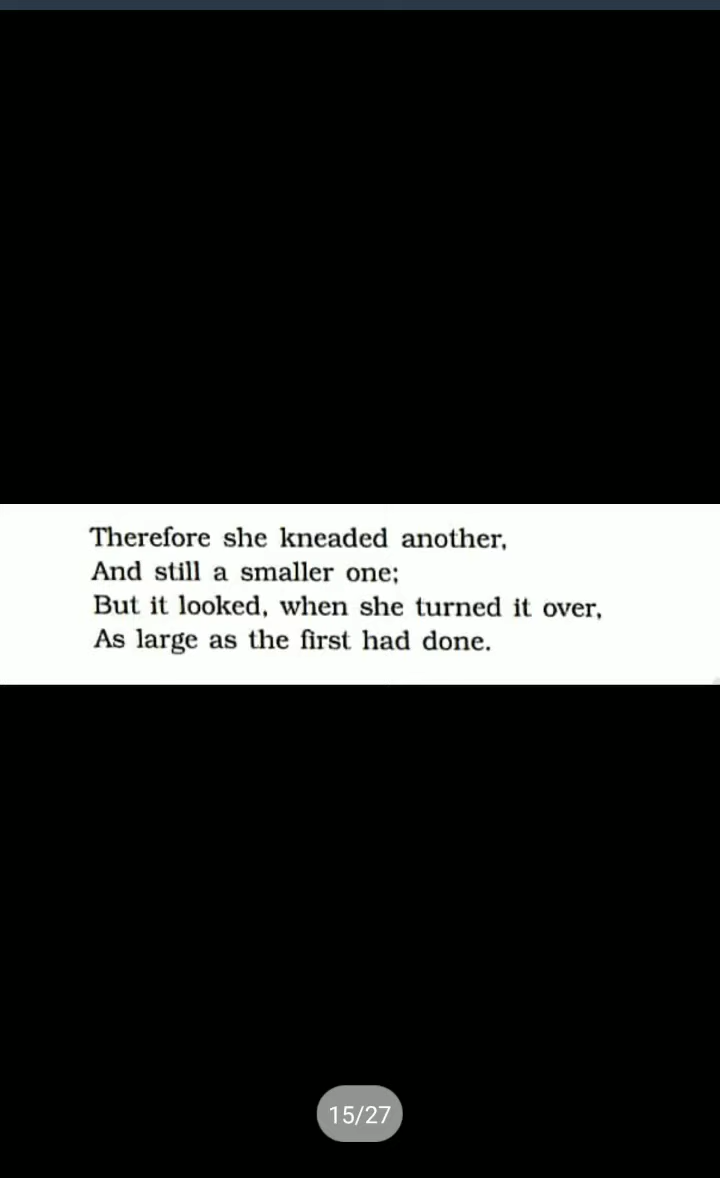 Therefore she kneaded another,
And still a smaller one;
But it looked, when she turned it over,
As large as the first had done.
15/27